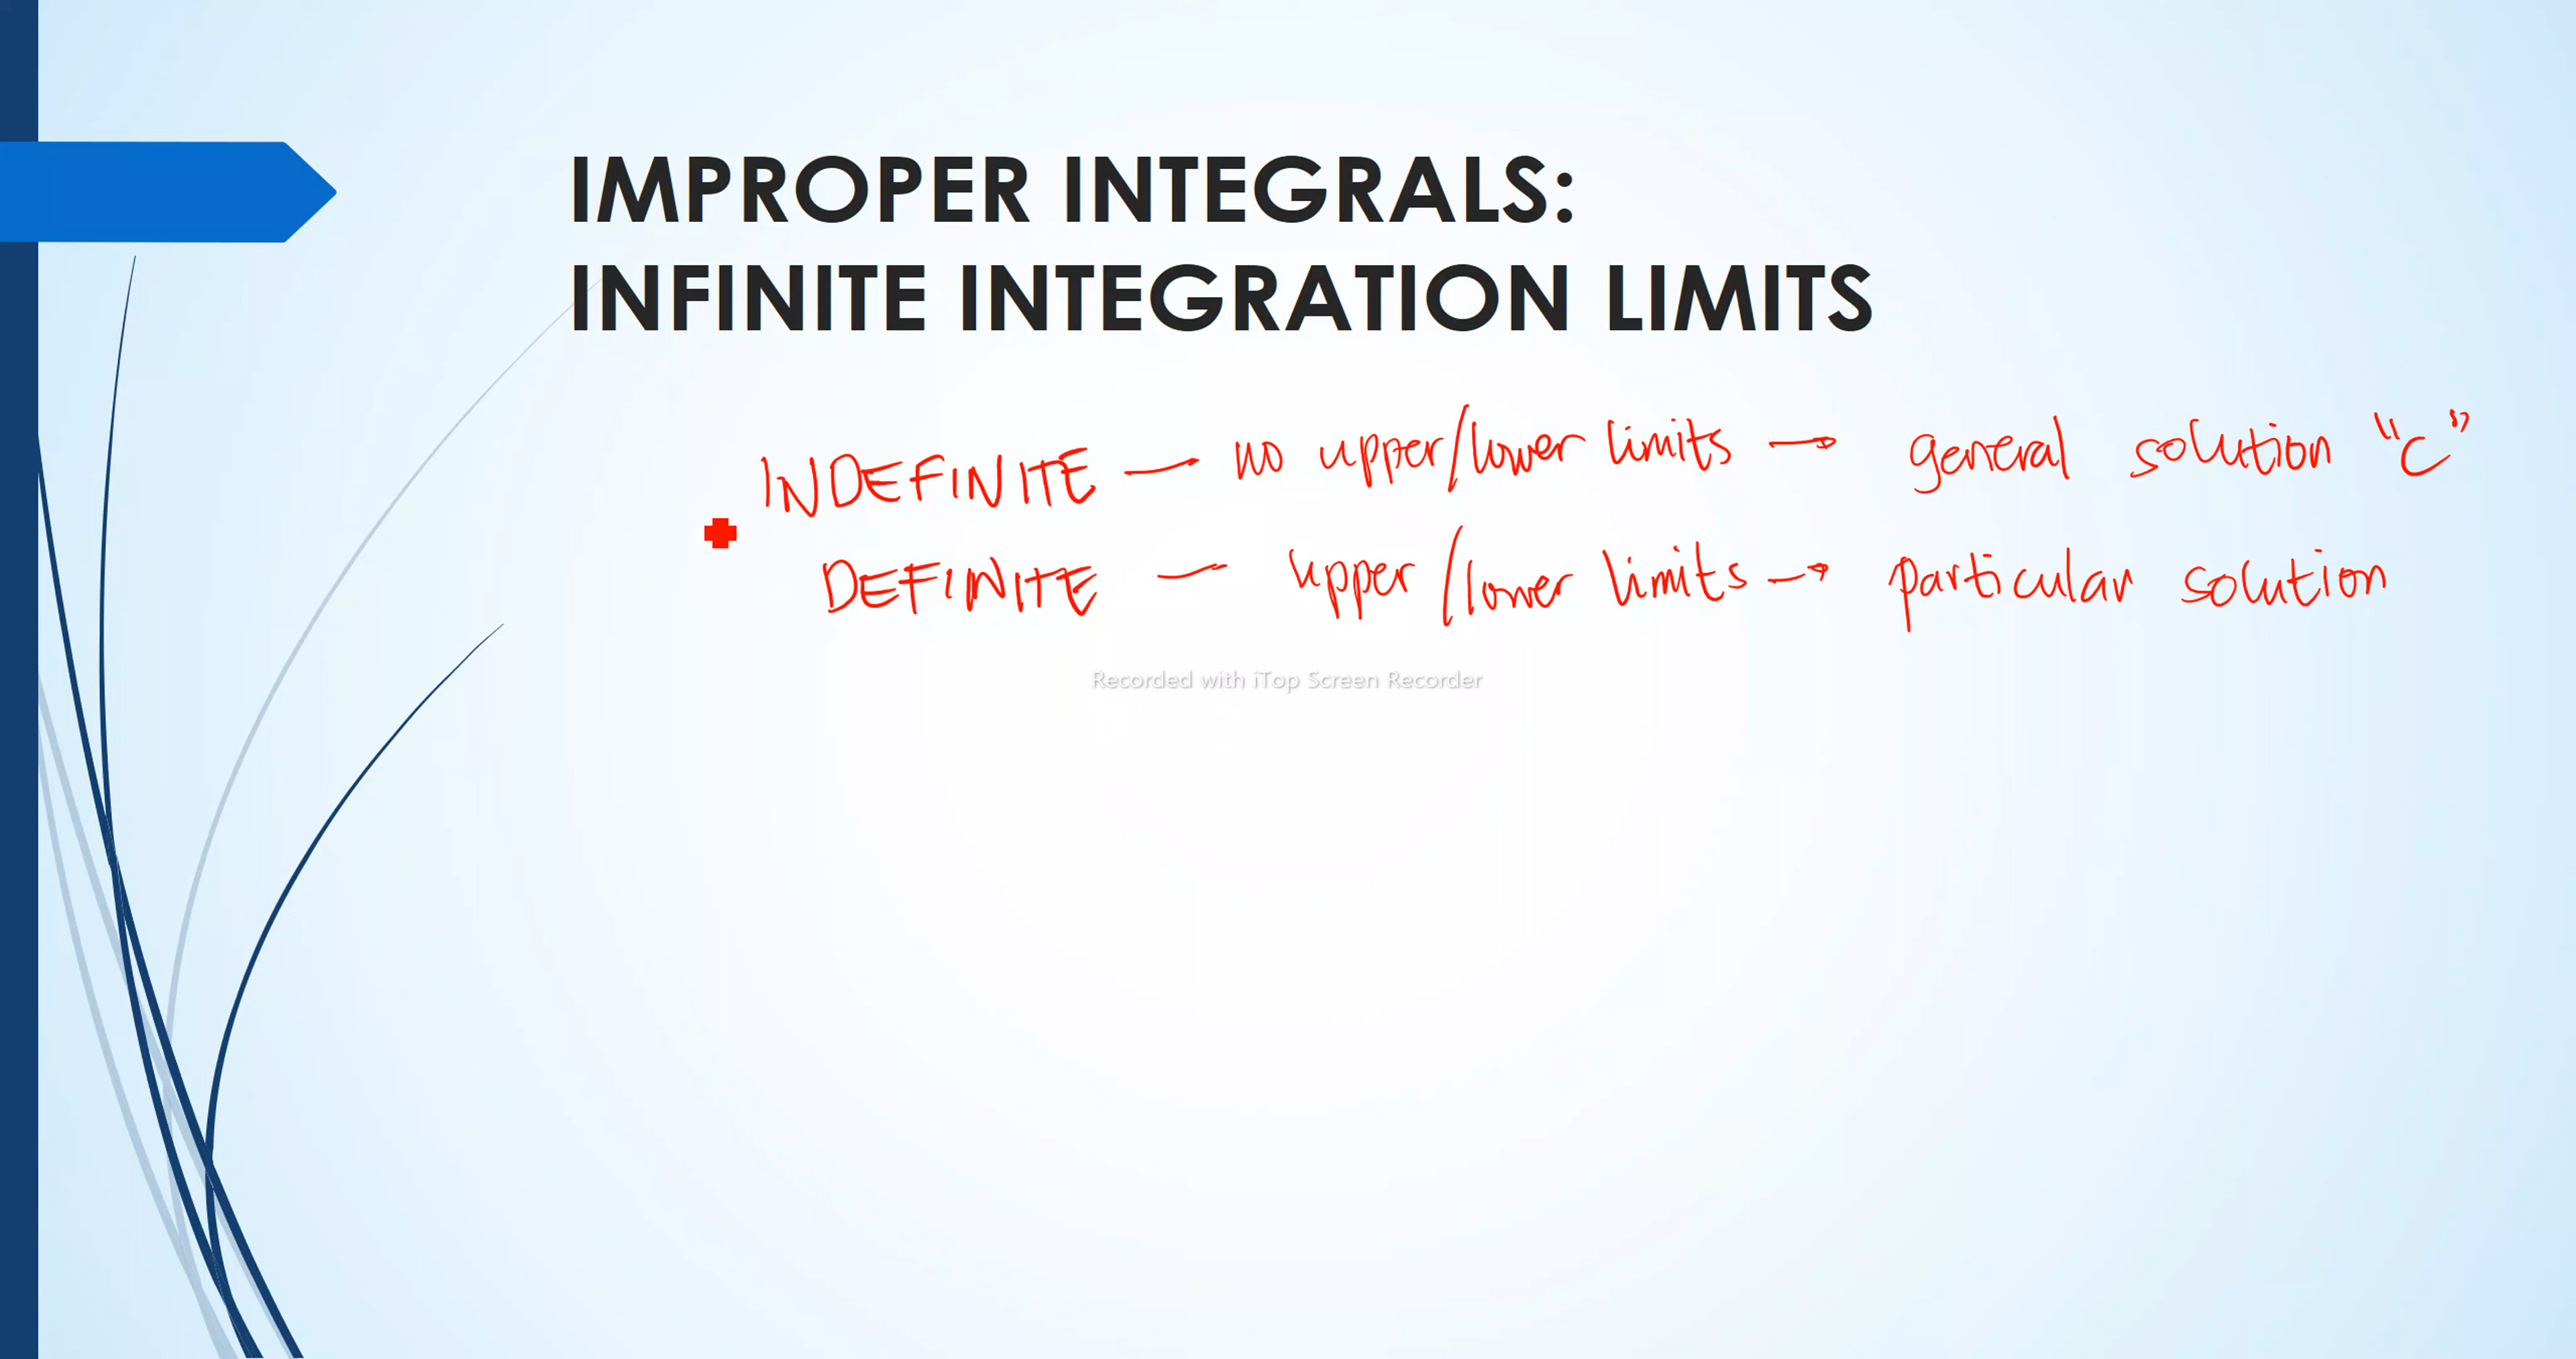 IMPROPER INTEGRALS:
INFINITE INTEGRATION LIMITS
INDEFINITE — no upper/lower limits → general solution "C"
DEFINITE — upper/lower limits → particular solution
Recorded with iTop Screen Recorder